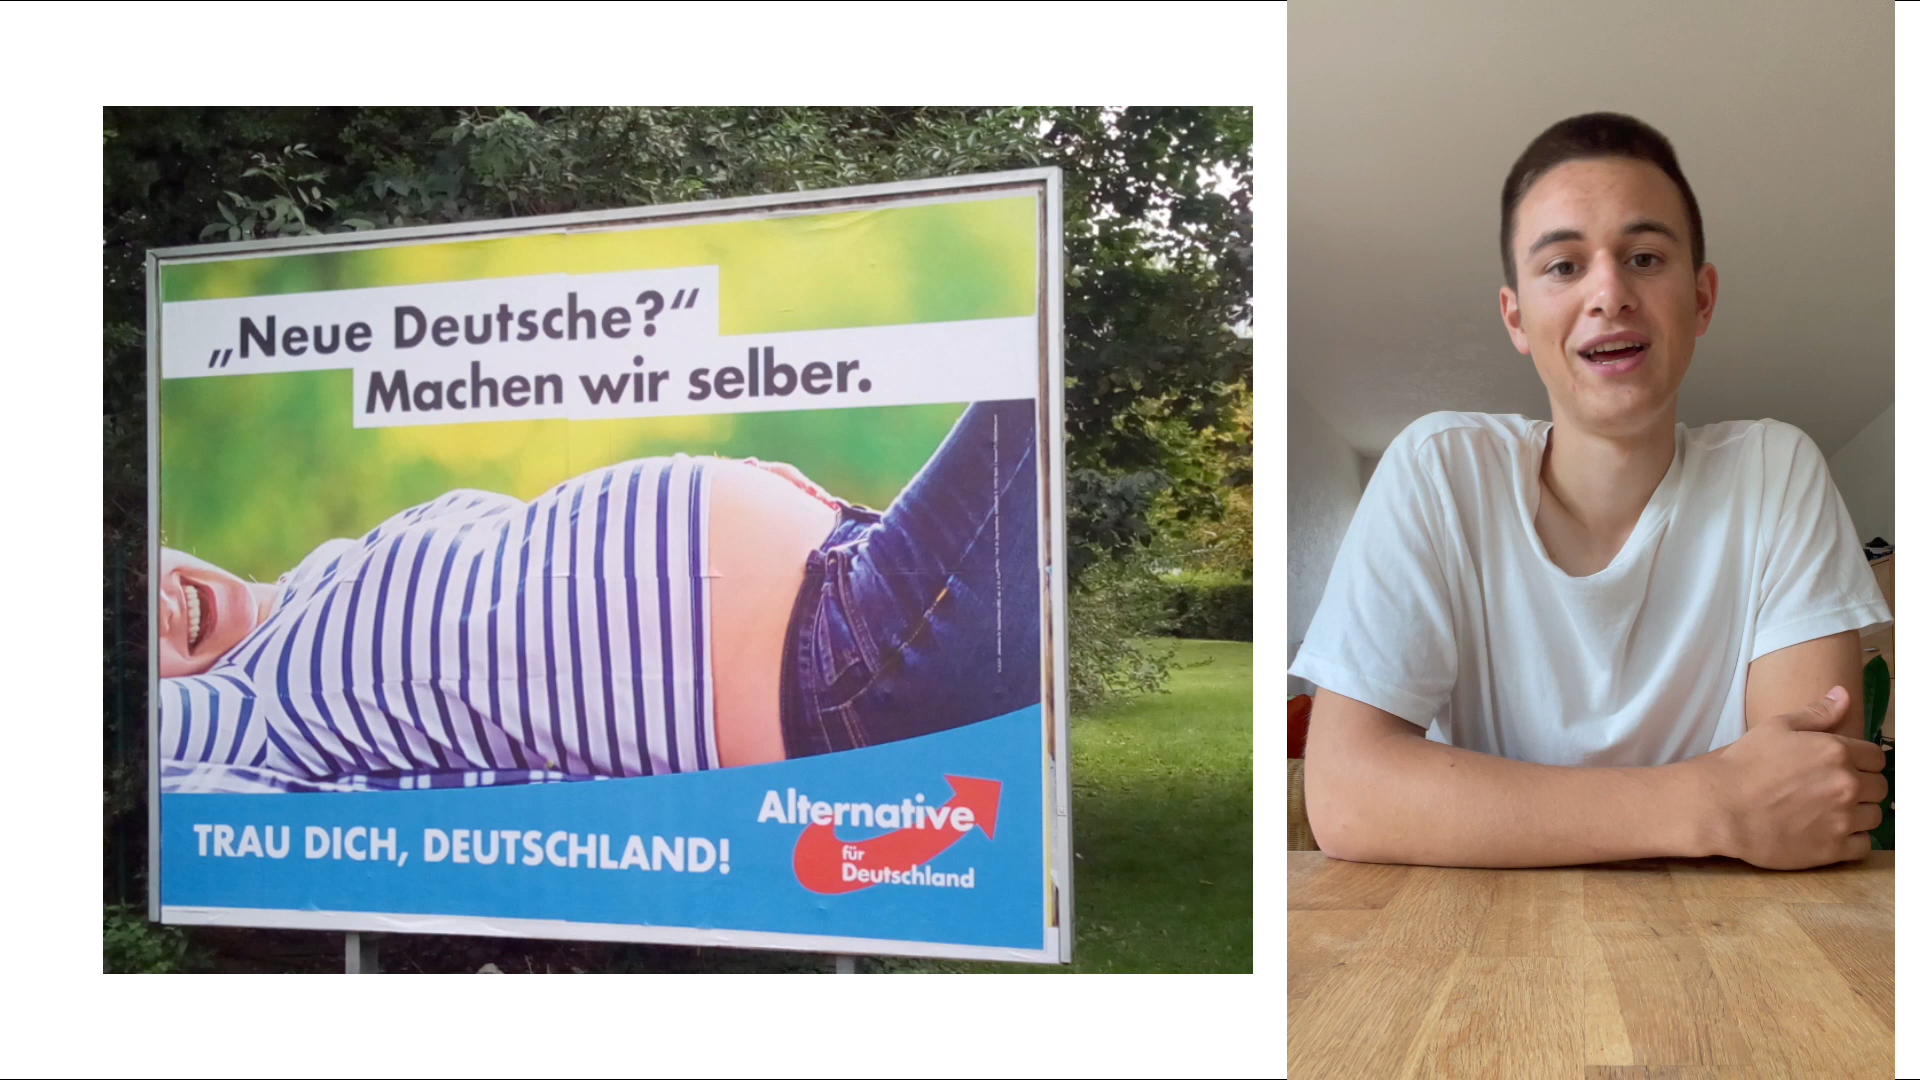 „Neue Deutsche?“
Machen wir selber.
TRAU DICH, DEUTSCHLAND!
Alternative
für
Deutschland